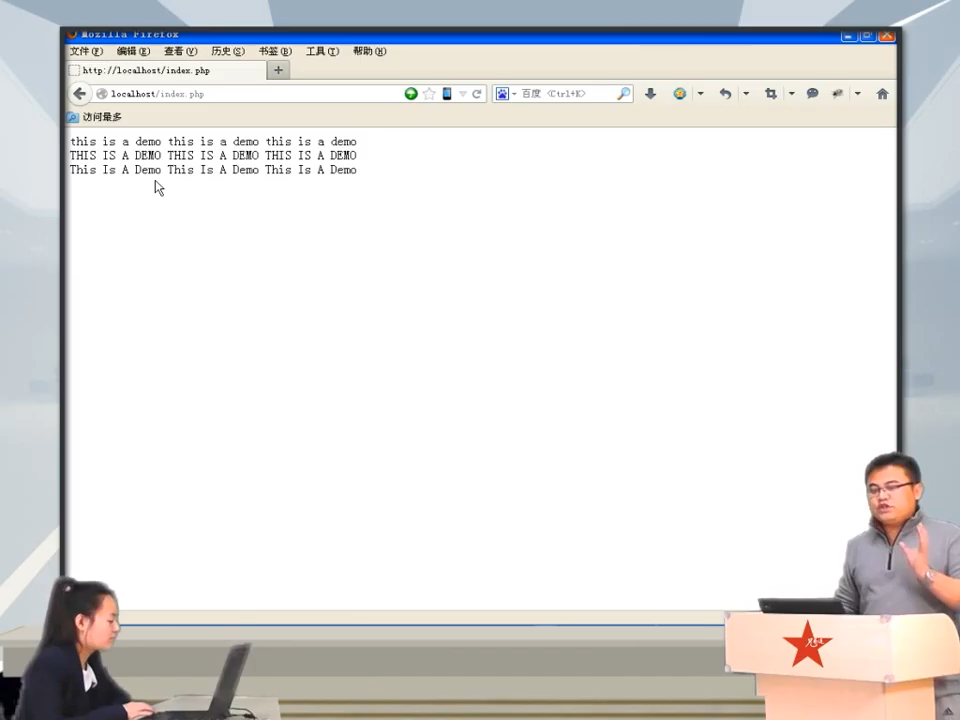 Mozilla Firefox
文件(F) 编辑(E) 查看(V) 历史(S) 书签(B) 工具(T) 帮助(H)
http://localhost/index.php
localhost/index.php
百度 <Ctrl+K>
访问最多
this is a demo this is a demo this is a demo
THIS IS A DEMO THIS IS A DEMO THIS IS A DEMO
This Is A Demo This Is A Demo This Is A Demo